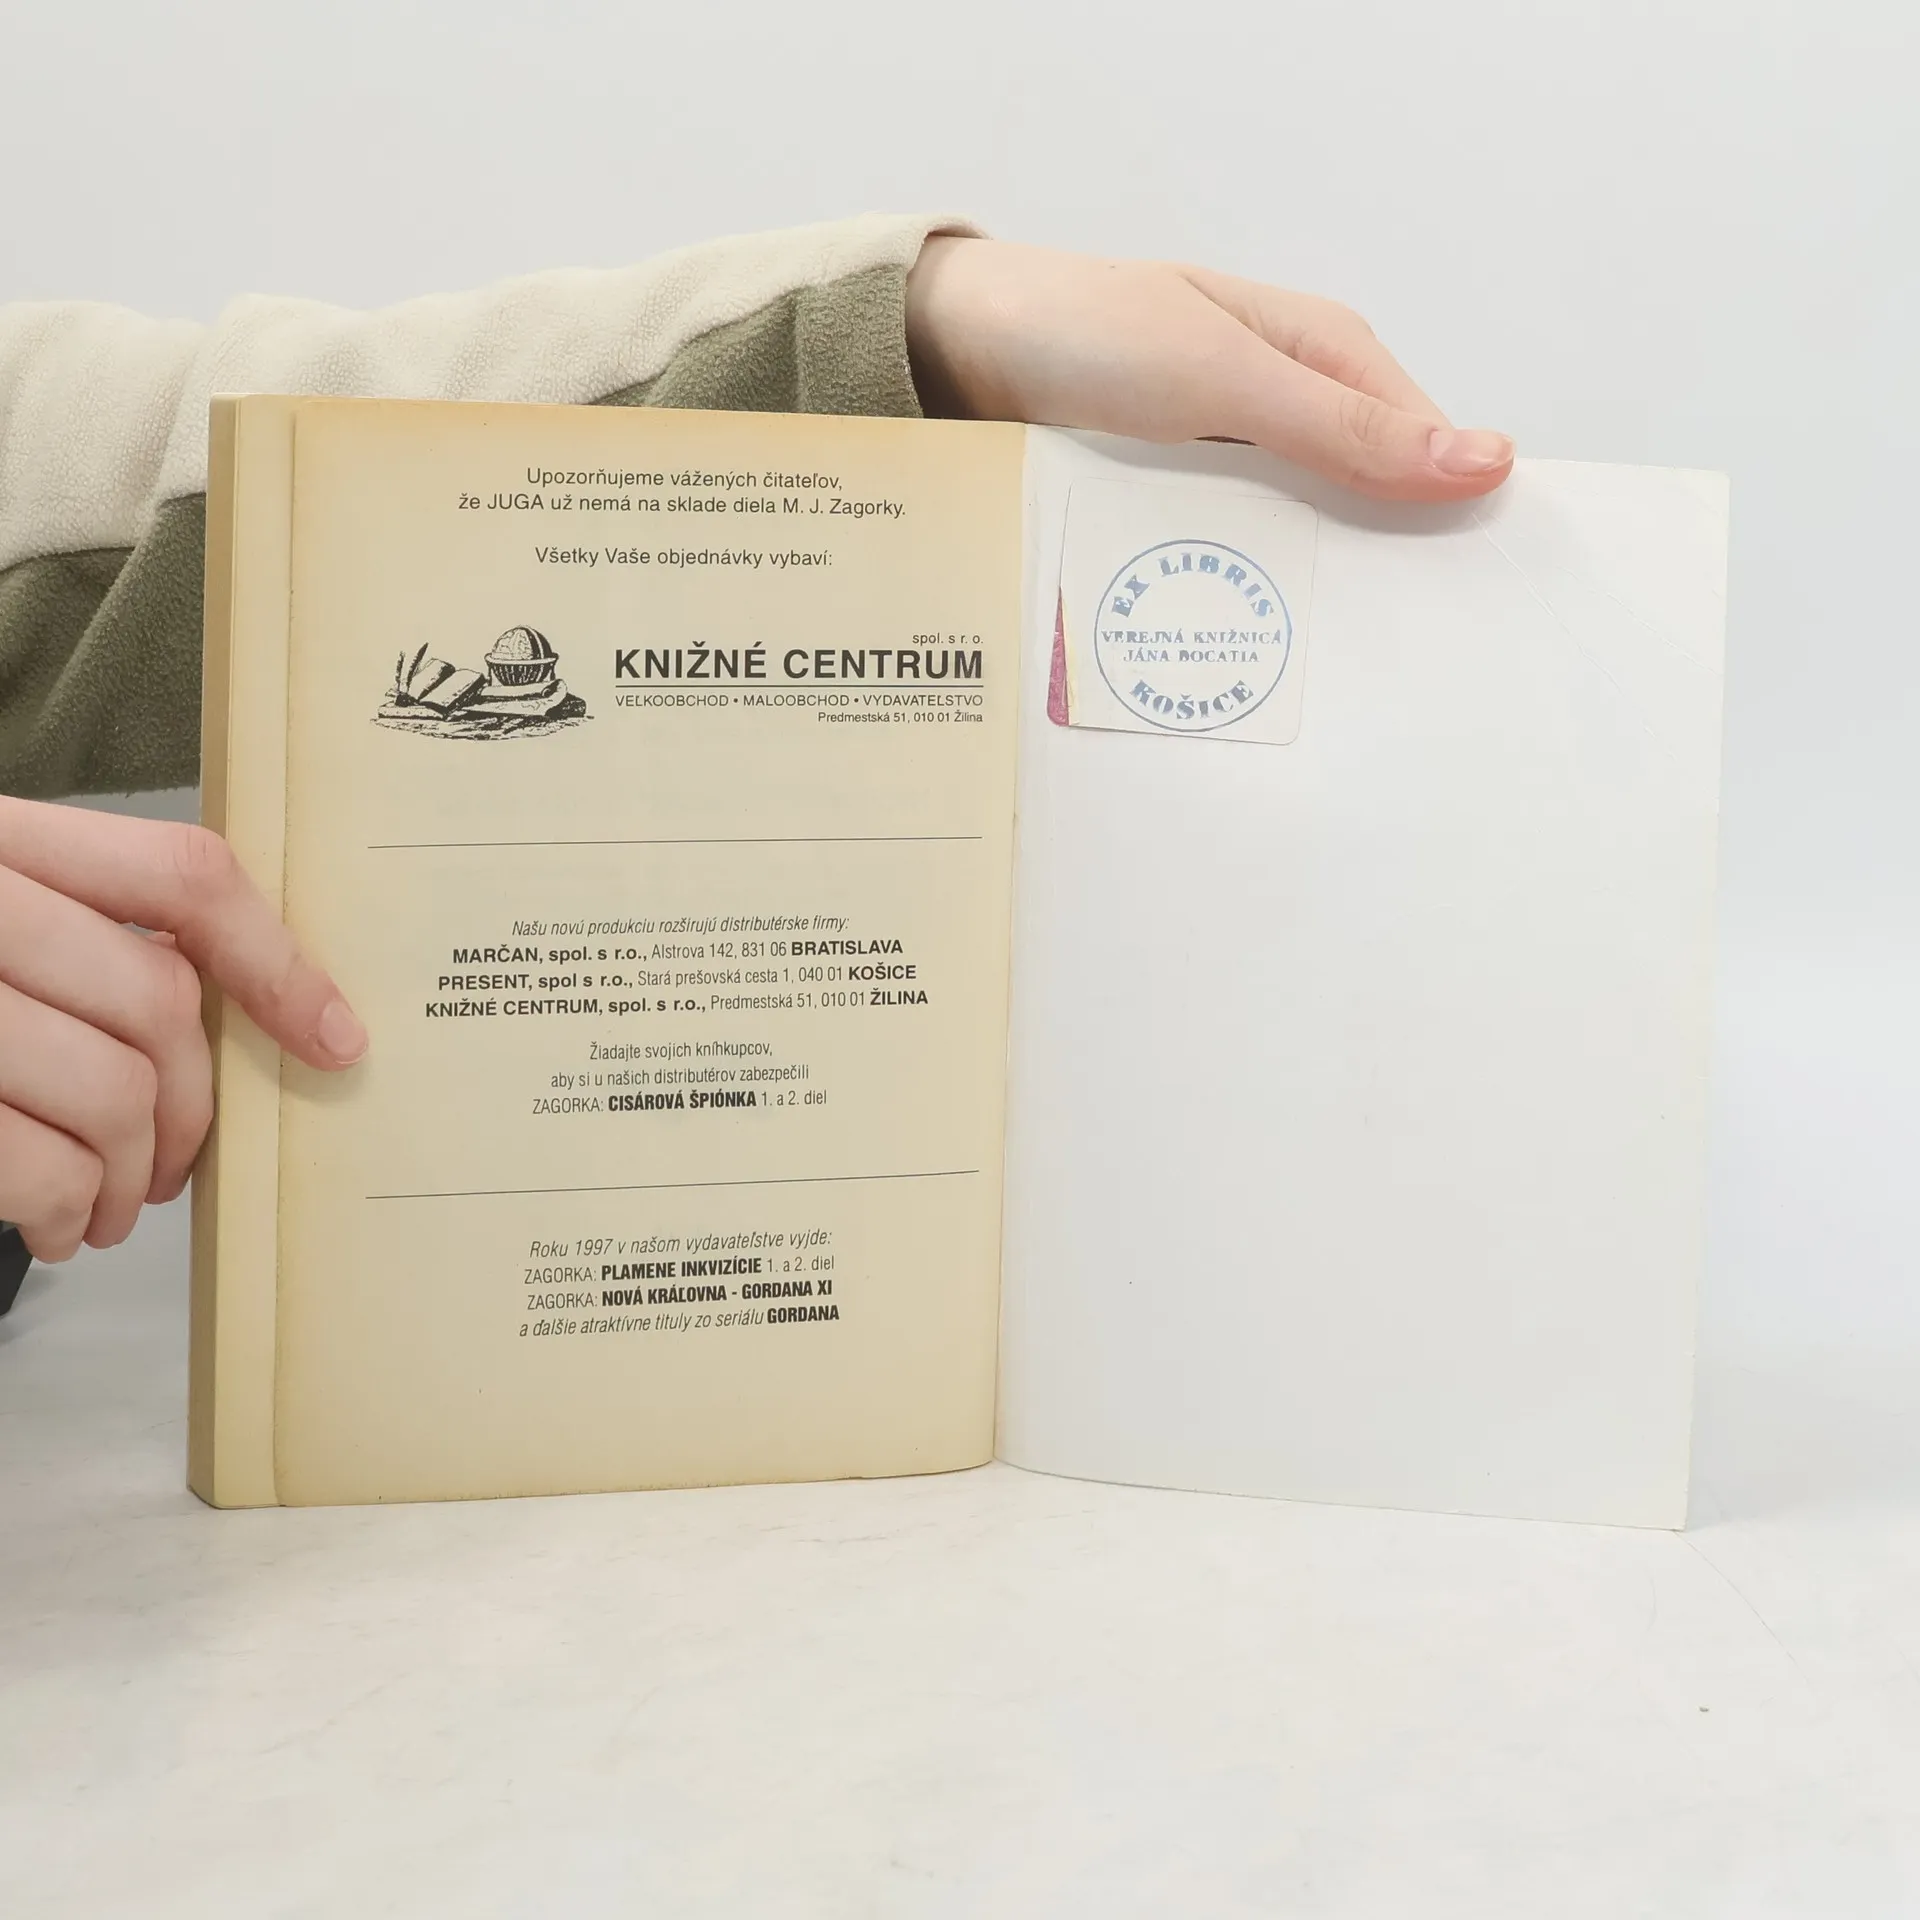 Upozorňujeme vážených čitateľov,
že JUGA už nemá na sklade diela M. J. Zagorky.
Všetky Vaše objednávky vybaví:
spol. s r. o.
KNIŽNÉ CENTRUM
VEĽKOOBCHOD • MALOOBCHOD • VYDAVATEĽSTVO
Predmestská 51, 010 01 Žilina
Našu novú produkciu rozširujú distributérske firmy:
MARČAN, spol. s r.o., Alstrova 142, 831 06 BRATISLAVA
PRESENT, spol s r.o., Stará prešovská cesta 1, 040 01 KOŠICE
KNIŽNÉ CENTRUM, spol. s r.o., Predmestská 51, 010 01 ŽILINA
Žiadajte svojich kníhkupcov,
aby si u našich distributérov zabezpečili
ZAGORKA: CISÁROVÁ ŠPIÓNKA 1. a 2. diel
Roku 1997 v našom vydavateľstve vyjde:
ZAGORKA: PLAMENE INKVIZÍCIE 1. a 2. diel
ZAGORKA: NOVÁ KRÁĽOVNA - GORDANA XI
a ďalšie atraktívne tituly zo seriálu GORDANA
EX LIBRIS
VEREJNÁ KNIŽNICA
JÁNA BOCATIA
KOŠICE